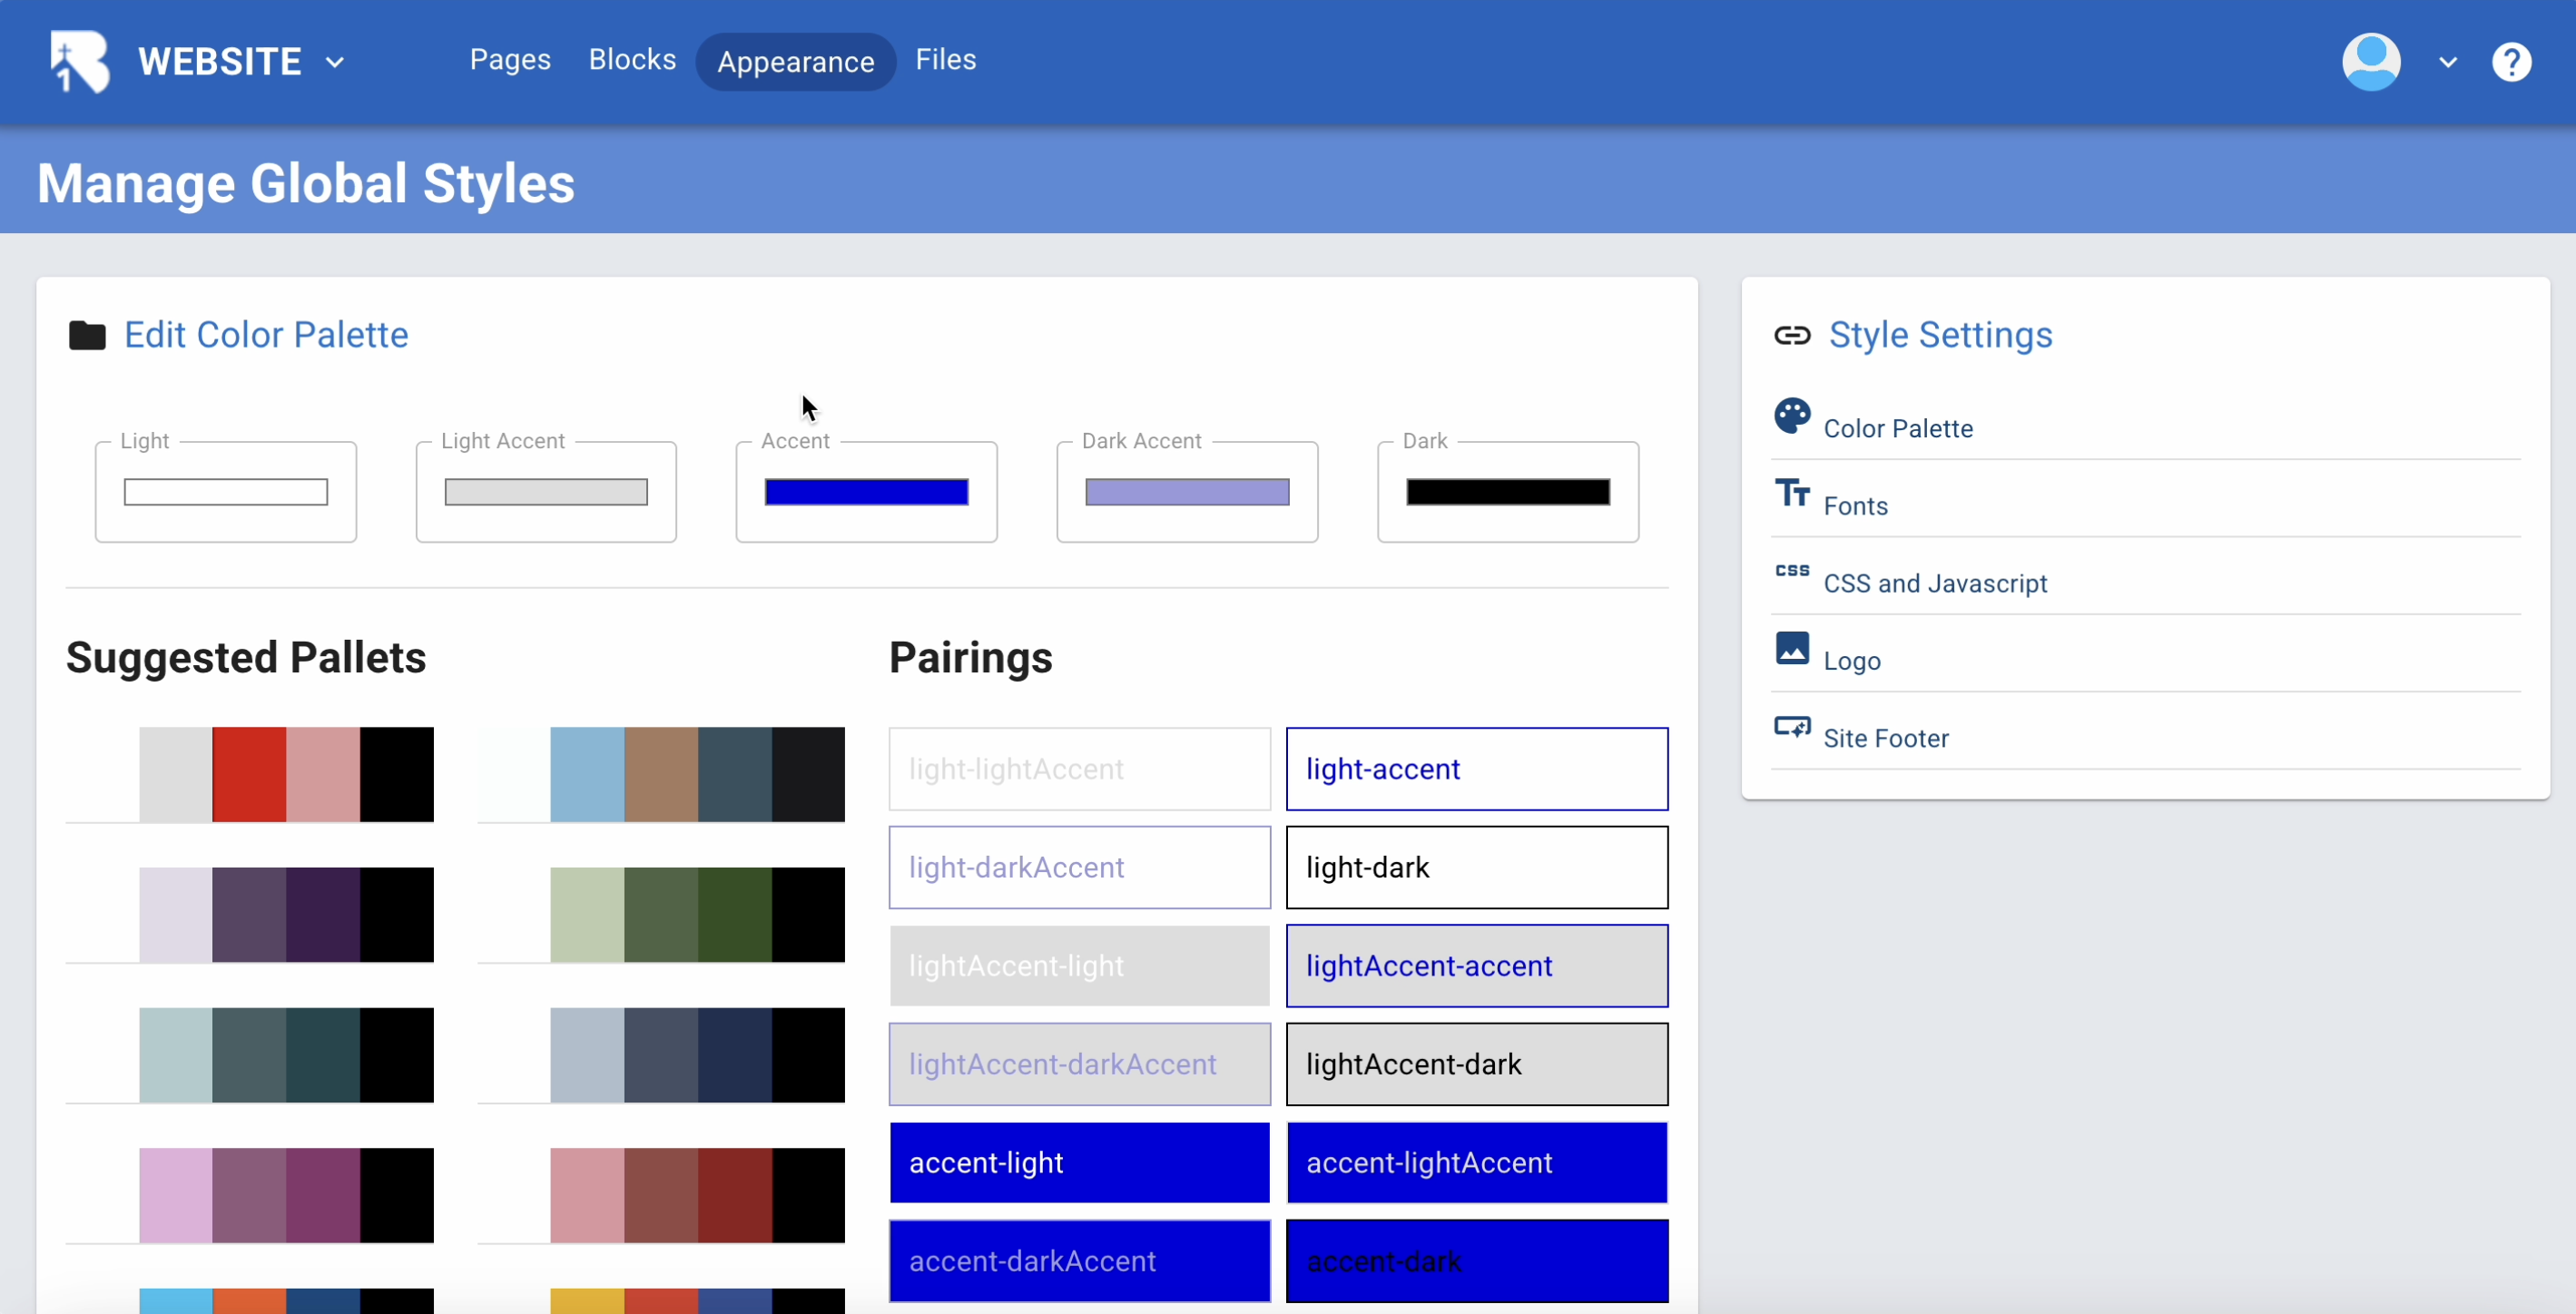 WEBSITE
Pages Blocks Appearance Files
?
Manage Global Styles
Edit Color Palette
Light
Light Accent
Accent
Dark Accent
Dark
Suggested Pallets
Pairings
light-lightAccent
light-accent
light-darkAccent
light-dark
lightAccent-light
lightAccent-accent
lightAccent-darkAccent
lightAccent-dark
accent-light
accent-lightAccent
accent-darkAccent
accent-dark
Style Settings
Color Palette
Fonts
CSS CSS and Javascript
Logo
Site Footer